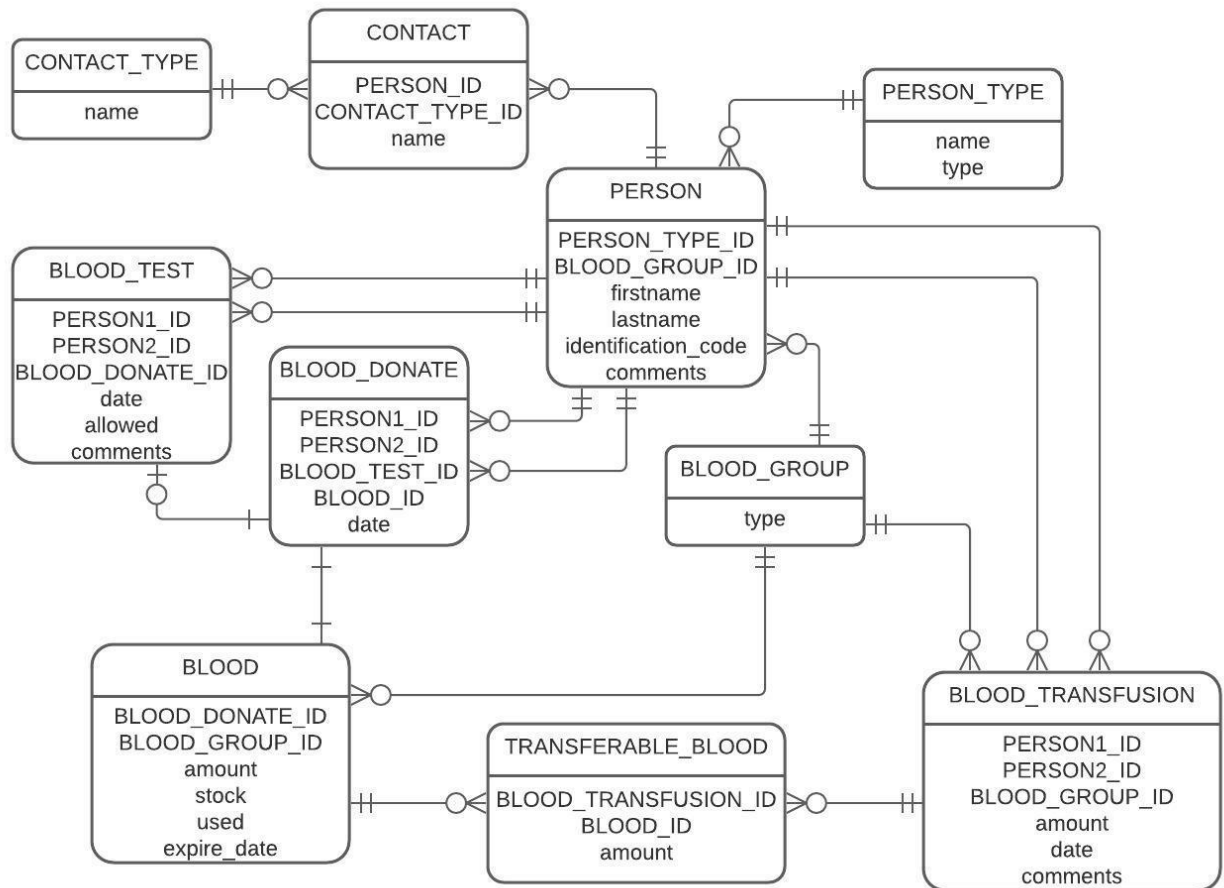 CONTACT_TYPE
name
CONTACT
PERSON_ID
CONTACT_TYPE_ID
name
PERSON_TYPE
name
type
PERSON
PERSON_TYPE_ID
BLOOD_GROUP_ID
firstname
lastname
identification_code
comments
BLOOD_TEST
PERSON1_ID
PERSON2_ID
BLOOD_DONATE_ID
date
allowed
comments
BLOOD_DONATE
PERSON1_ID
PERSON2_ID
BLOOD_TEST_ID
BLOOD_ID
date
BLOOD_GROUP
type
BLOOD
BLOOD_DONATE_ID
BLOOD_GROUP_ID
amount
stock
used
expire_date
TRANSFERABLE_BLOOD
BLOOD_TRANSFUSION_ID
BLOOD_ID
amount
BLOOD_TRANSFUSION
PERSON1_ID
PERSON2_ID
BLOOD_GROUP_ID
amount
date
comments